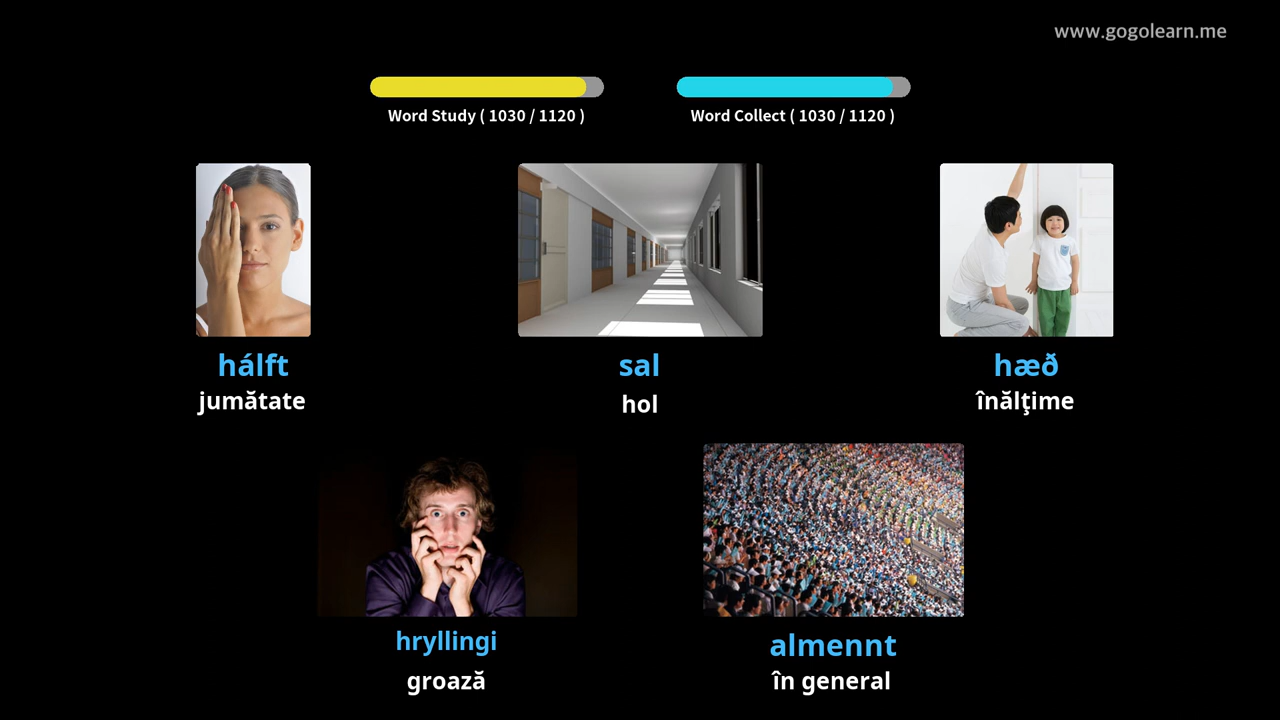 www.gogolearn.me
Word Study ( 1030 / 1120 )
Word Collect ( 1030 / 1120 )
hálft
jumătate
sal
hol
hæð
înălţime
hryllingi
groază
almennt
în general